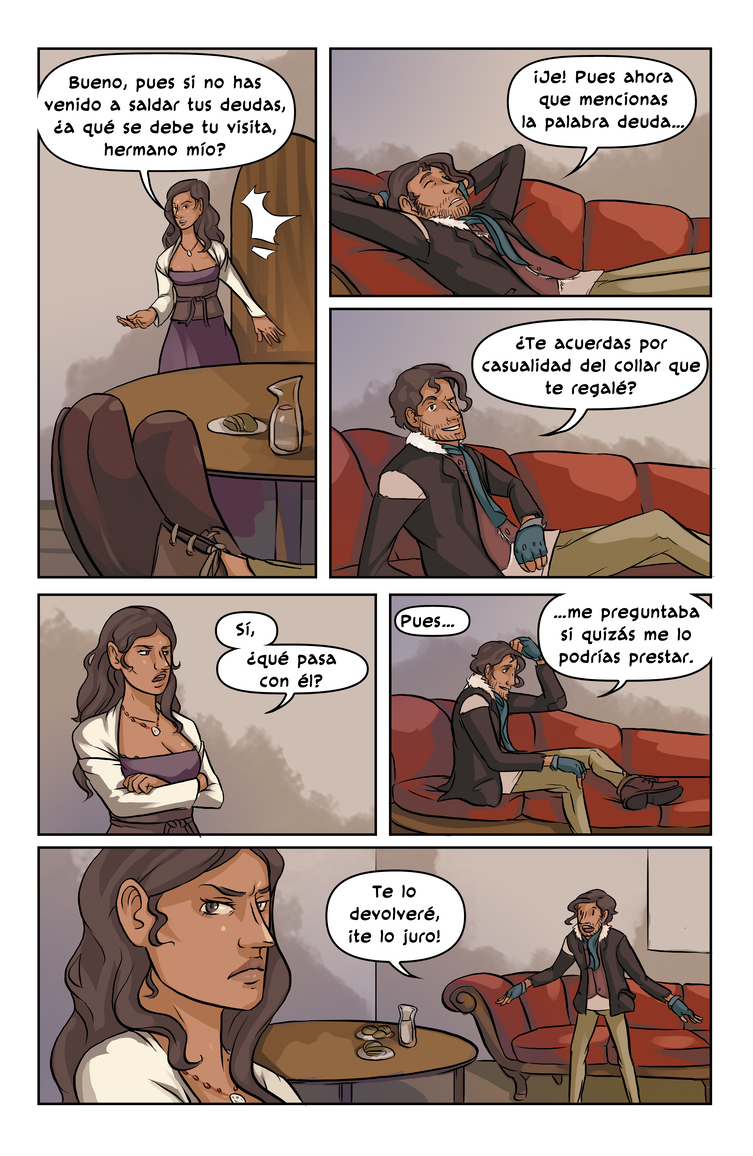 Bueno, pues si no has
venido a saldar tus deudas,
¿a qué se debe tu visita,
hermano mío?
¡Je! Pues ahora
que mencionas
la palabra deuda...
¿Te acuerdas por
casualidad del collar que
te regalé?
Sí,
¿qué pasa
con él?
Pues...
...me preguntaba
si quizás me lo
podrías prestar.
Te lo
devolveré,
¡te lo juro!